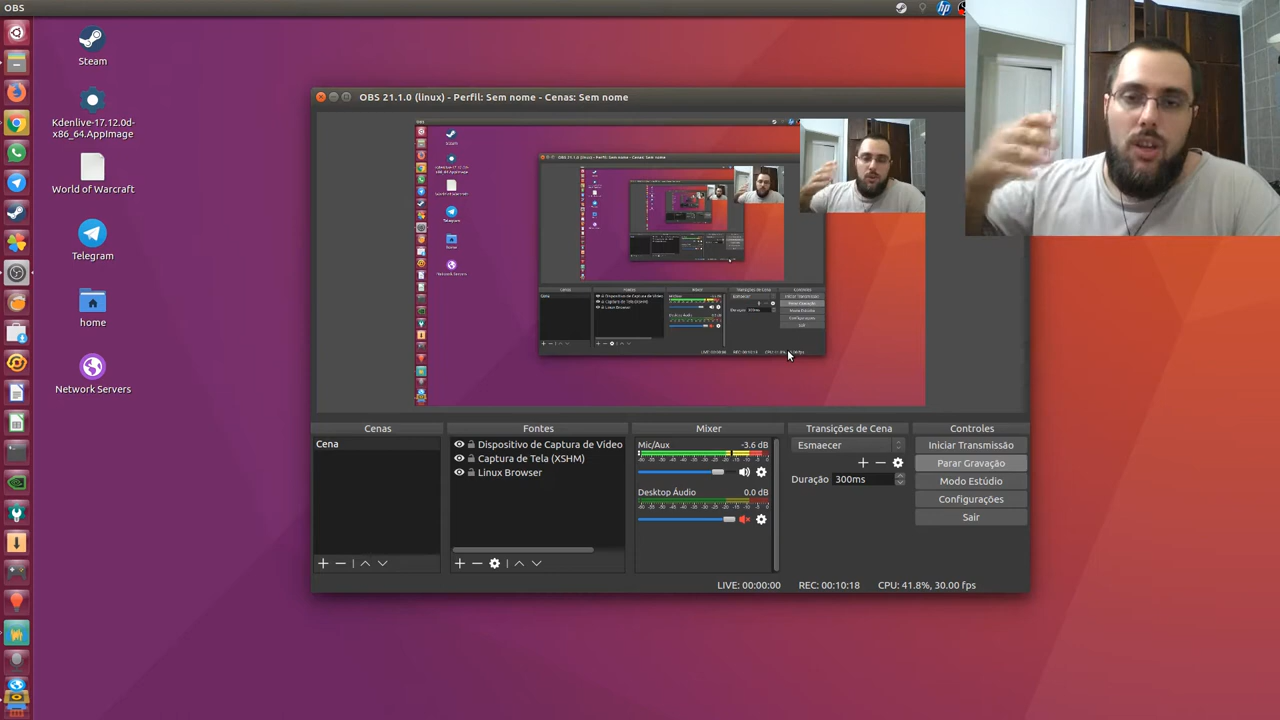 OBS
hp
Steam
Kdenlive-17.12.0d-
x86_64.AppImage
World of Warcraft
Telegram
home
Network Servers
OBS 21.1.0 (linux) - Perfil: Sem nome - Cenas: Sem nome
Cenas
Fontes
Mixer
Transições de Cena
Controles
Cena
Dispositivo de Captura de Vídeo
Captura de Tela (XSHM)
Linux Browser
Mic/Aux
-3.6 dB
Desktop Áudio
0.0 dB
Esmaecer
Duração
300ms
Iniciar Transmissão
Parar Gravação
Modo Estúdio
Configurações
Sair
LIVE: 00:00:00
REC: 00:10:18
CPU: 41.8%, 30.00 fps